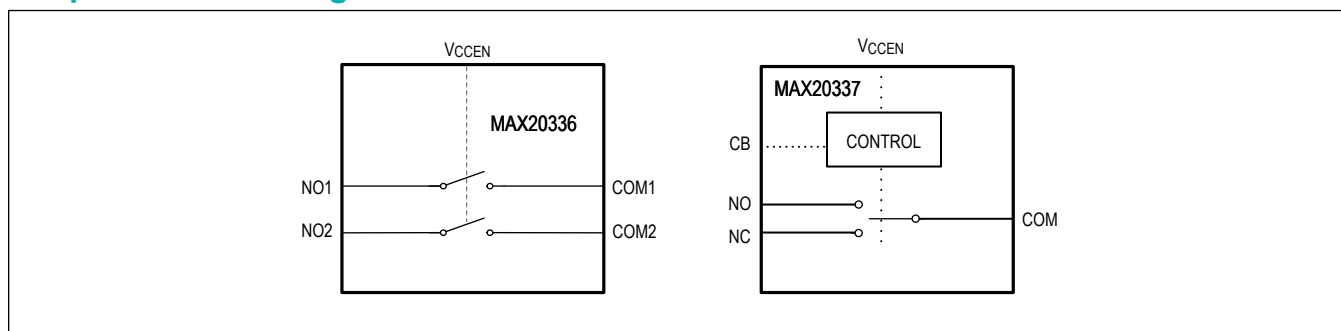 VCCEN
MAX20336
NO1
COM1
NO2
COM2
VCCEN
MAX20337
CB
CONTROL
NO
COM
NC